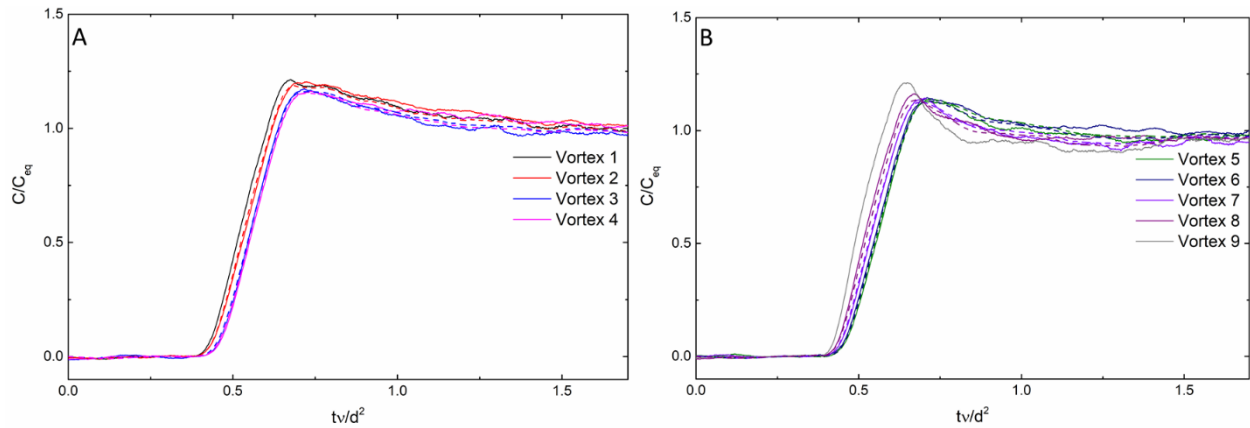 A
1.5
1.0
0.5
0.0
C/C_eq
Vortex 1
Vortex 2
Vortex 3
Vortex 4
0.0 0.5 1.0 1.5
tν/d²
B
1.5
1.0
0.5
0.0
C/C_eq
Vortex 5
Vortex 6
Vortex 7
Vortex 8
Vortex 9
0.0 0.5 1.0 1.5
tν/d²